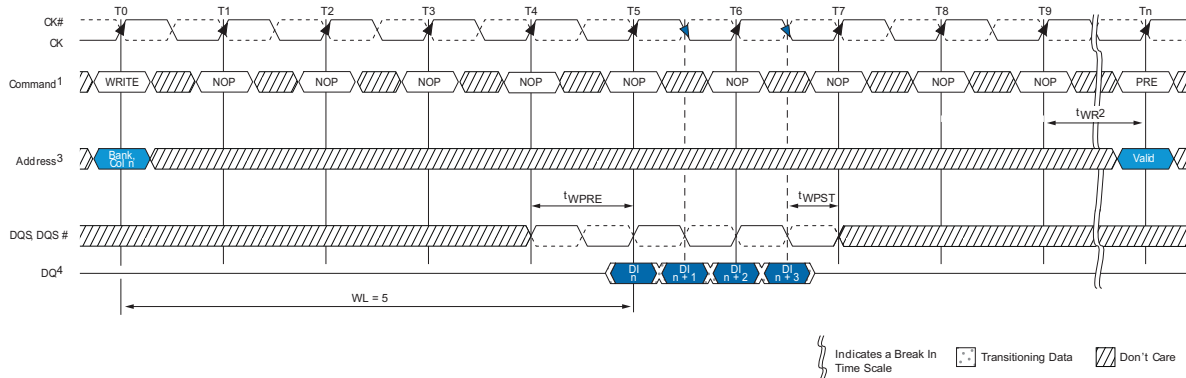 T0 T1 T2 T3 T4 T5 T6 T7 T8 T9 Tn
CK#
CK
Command1 WRITE NOP NOP NOP NOP NOP NOP NOP NOP NOP PRE
tWR2
Address3 Bank, Col n Valid
tWPRE tWPST
DQS, DQS #
DQ4 DI n DI n + 1 DI n + 2 DI n + 3
WL = 5
Indicates a Break In Time Scale
Transitioning Data
Don't Care